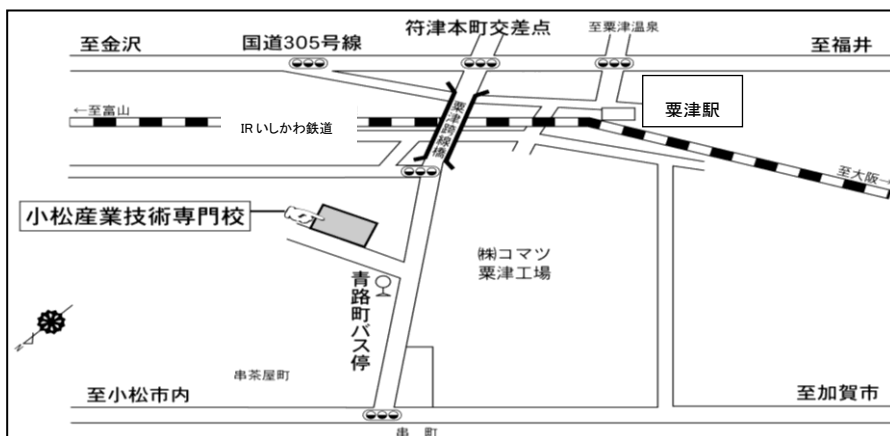 符津本町交差点
至金沢
国道305号線
至粟津温泉
至福井
←至富山
IRいしかわ鉄道
粟津跨線橋
粟津駅
至大阪→
小松産業技術専門校
㈱コマツ
粟津工場
青路町バス停
N
串茶屋町
至小松市内
至加賀市
串 町